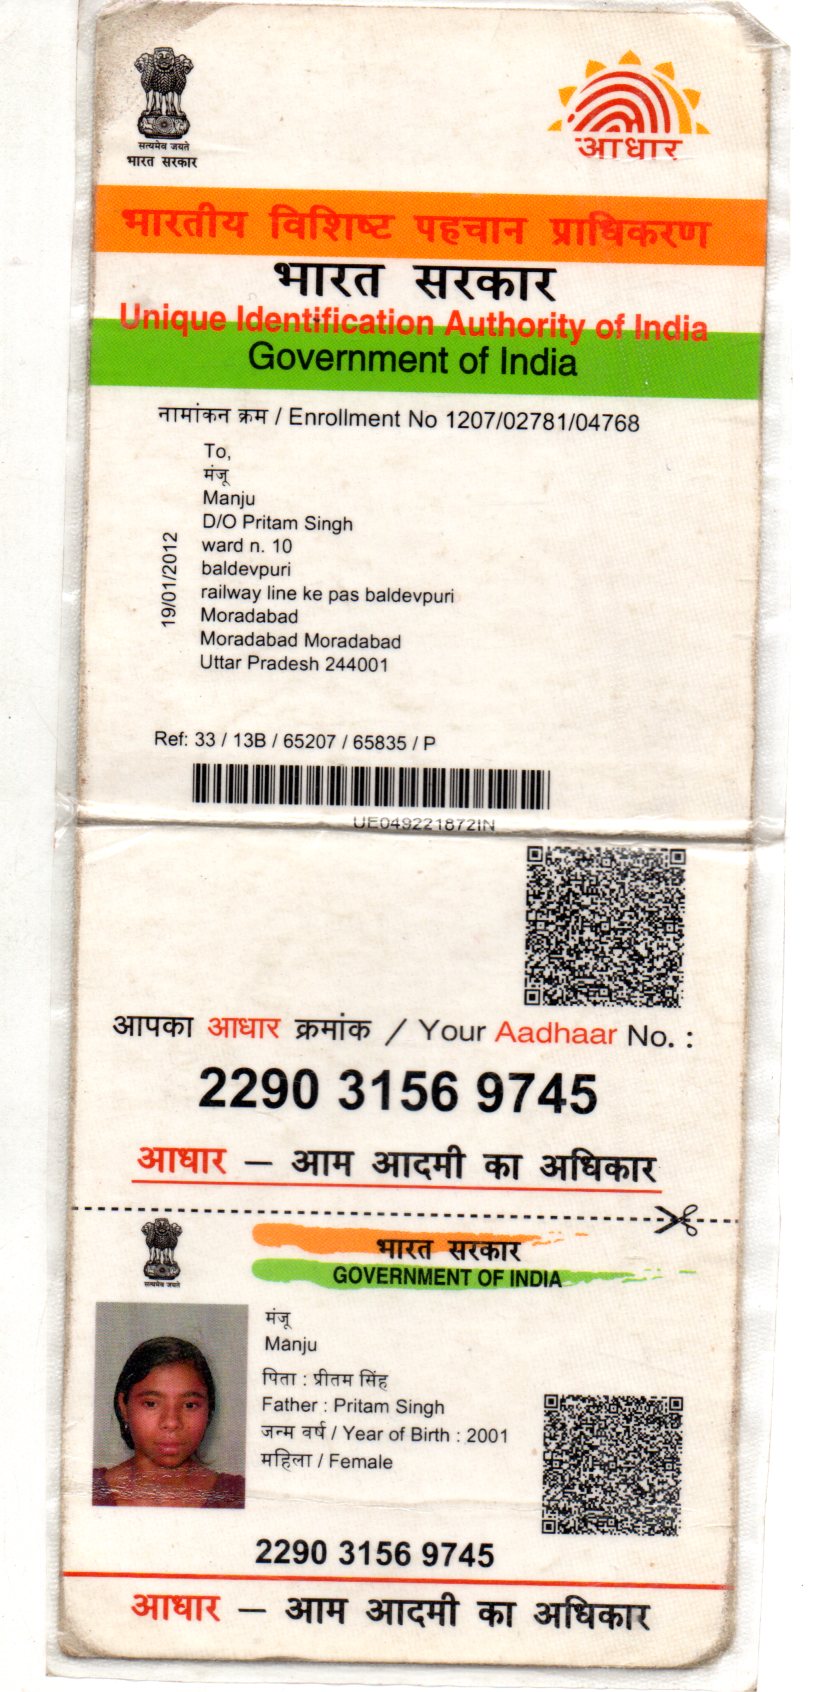 सत्यमेव जयते
भारत सरकार
आधार
भारतीय विशिष्ट पहचान प्राधिकरण
भारत सरकार
Unique Identification Authority of India
Government of India
नामांकन क्रम / Enrollment No 1207/02781/04768
To,
मंजू
Manju
D/O Pritam Singh
ward n. 10
baldevpuri
railway line ke pas baldevpuri
Moradabad
Moradabad Moradabad
Uttar Pradesh 244001
19/01/2012
Ref: 33 / 13B / 65207 / 65835 / P
UE049221872IN
आपका आधार क्रमांक / Your Aadhaar No. :
2290 3156 9745
आधार – आम आदमी का अधिकार
सत्यमेव जयते
भारत सरकार
GOVERNMENT OF INDIA
मंजू
Manju
पिता : प्रीतम सिंह
Father : Pritam Singh
जन्म वर्ष / Year of Birth : 2001
महिला / Female
2290 3156 9745
आधार – आम आदमी का अधिकार